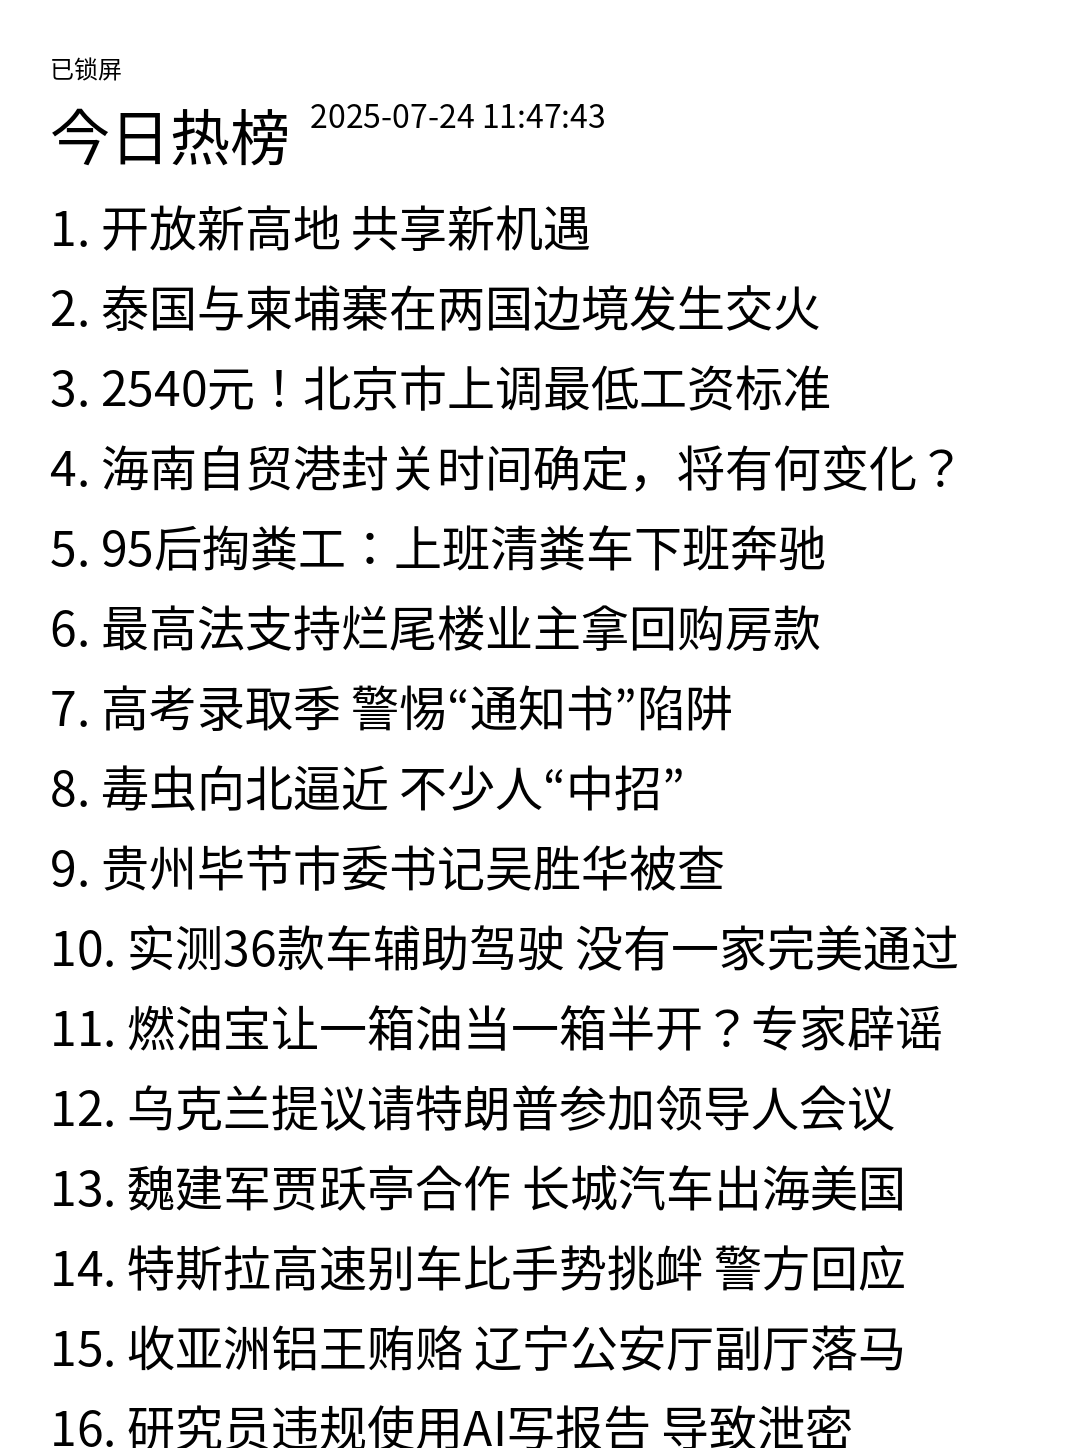 已锁屏
今日热榜 2025-07-24 11:47:43
1. 开放新高地 共享新机遇
2. 泰国与柬埔寨在两国边境发生交火
3. 2540元！北京市上调最低工资标准
4. 海南自贸港封关时间确定，将有何变化？
5. 95后掏粪工：上班清粪车下班奔驰
6. 最高法支持烂尾楼业主拿回购房款
7. 高考录取季 警惕“通知书”陷阱
8. 毒虫向北逼近 不少人“中招”
9. 贵州毕节市委书记吴胜华被查
10. 实测36款车辅助驾驶 没有一家完美通过
11. 燃油宝让一箱油当一箱半开？专家辟谣
12. 乌克兰提议请特朗普参加领导人会议
13. 魏建军贾跃亭合作 长城汽车出海美国
14. 特斯拉高速别车比手势挑衅 警方回应
15. 收亚洲铝王贿赂 辽宁公安厅副厅落马
16. 研究员违规使用AI写报告 导致泄密